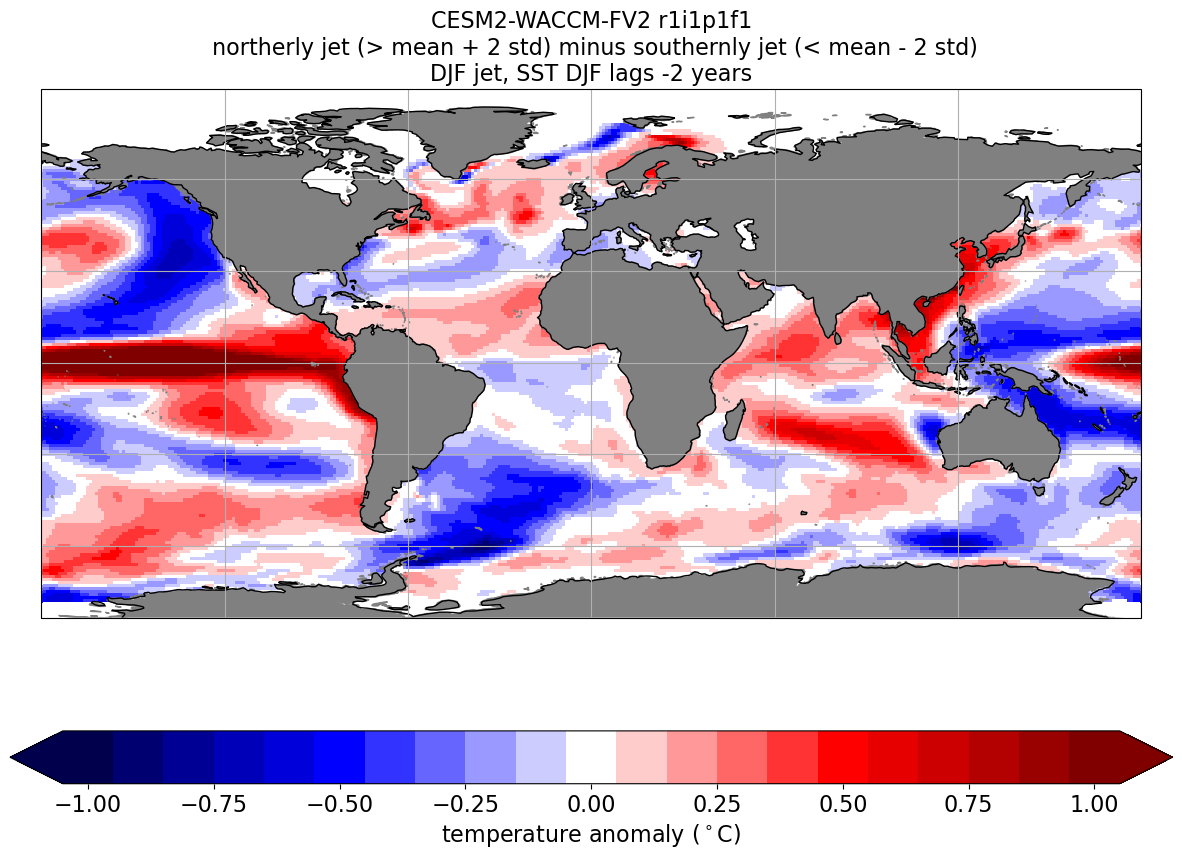 CESM2-WACCM-FV2 r1i1p1f1
northerly jet (> mean + 2 std) minus southernly jet (< mean - 2 std)
DJF jet, SST DJF lags -2 years
−1.00 −0.75 −0.50 −0.25 0.00 0.25 0.50 0.75 1.00
temperature anomaly (°C)